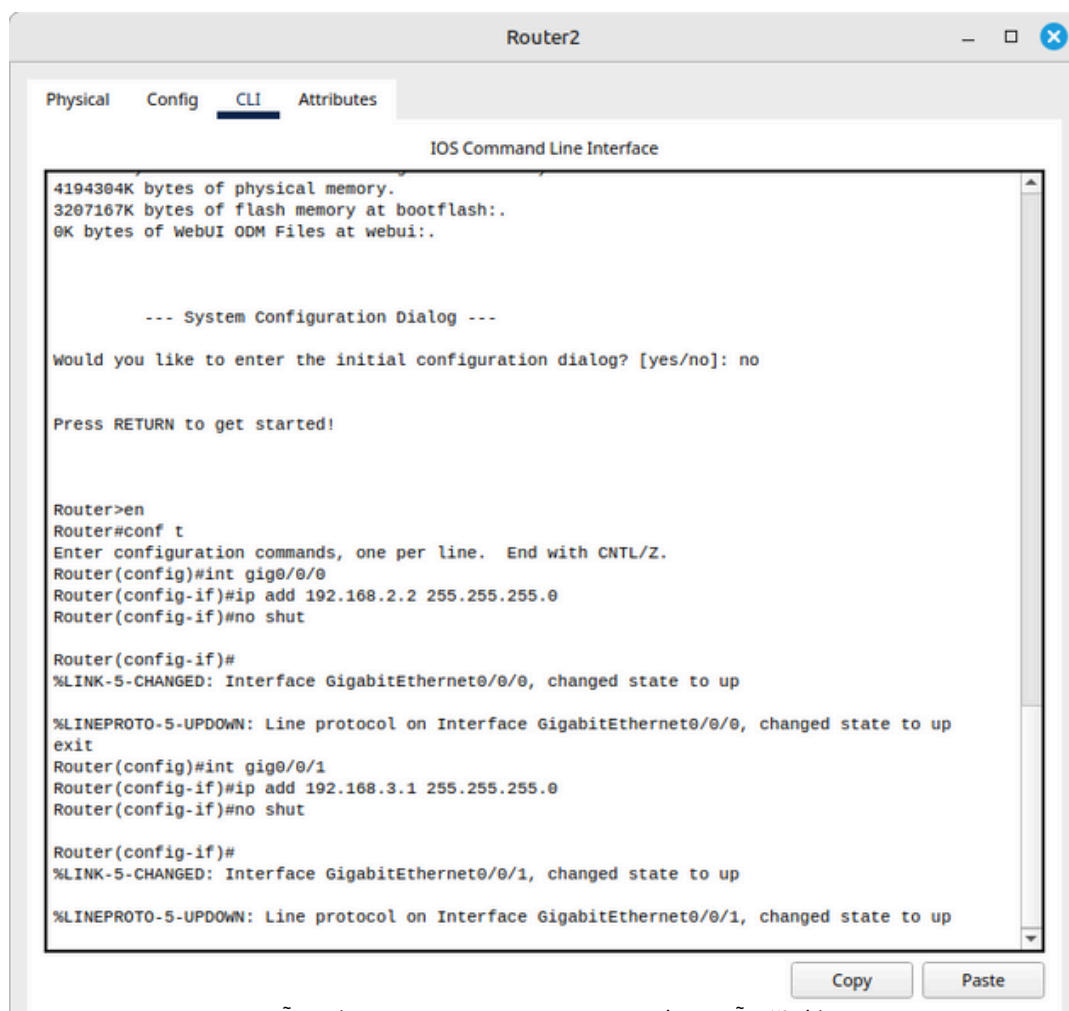 Router2
Physical Config CLI Attributes
IOS Command Line Interface
4194304K bytes of physical memory.
3207167K bytes of flash memory at bootflash:.
0K bytes of WebUI ODM Files at webui:.
--- System Configuration Dialog ---
Would you like to enter the initial configuration dialog? [yes/no]: no
Press RETURN to get started!
Router>en
Router#conf t
Enter configuration commands, one per line. End with CNTL/Z.
Router(config)#int gig0/0/0
Router(config-if)#ip add 192.168.2.2 255.255.255.0
Router(config-if)#no shut
Router(config-if)#
%LINK-5-CHANGED: Interface GigabitEthernet0/0/0, changed state to up
%LINEPROTO-5-UPDOWN: Line protocol on Interface GigabitEthernet0/0/0, changed state to up
exit
Router(config)#int gig0/0/1
Router(config-if)#ip add 192.168.3.1 255.255.255.0
Router(config-if)#no shut
Router(config-if)#
%LINK-5-CHANGED: Interface GigabitEthernet0/0/1, changed state to up
%LINEPROTO-5-UPDOWN: Line protocol on Interface GigabitEthernet0/0/1, changed state to up
Copy Paste